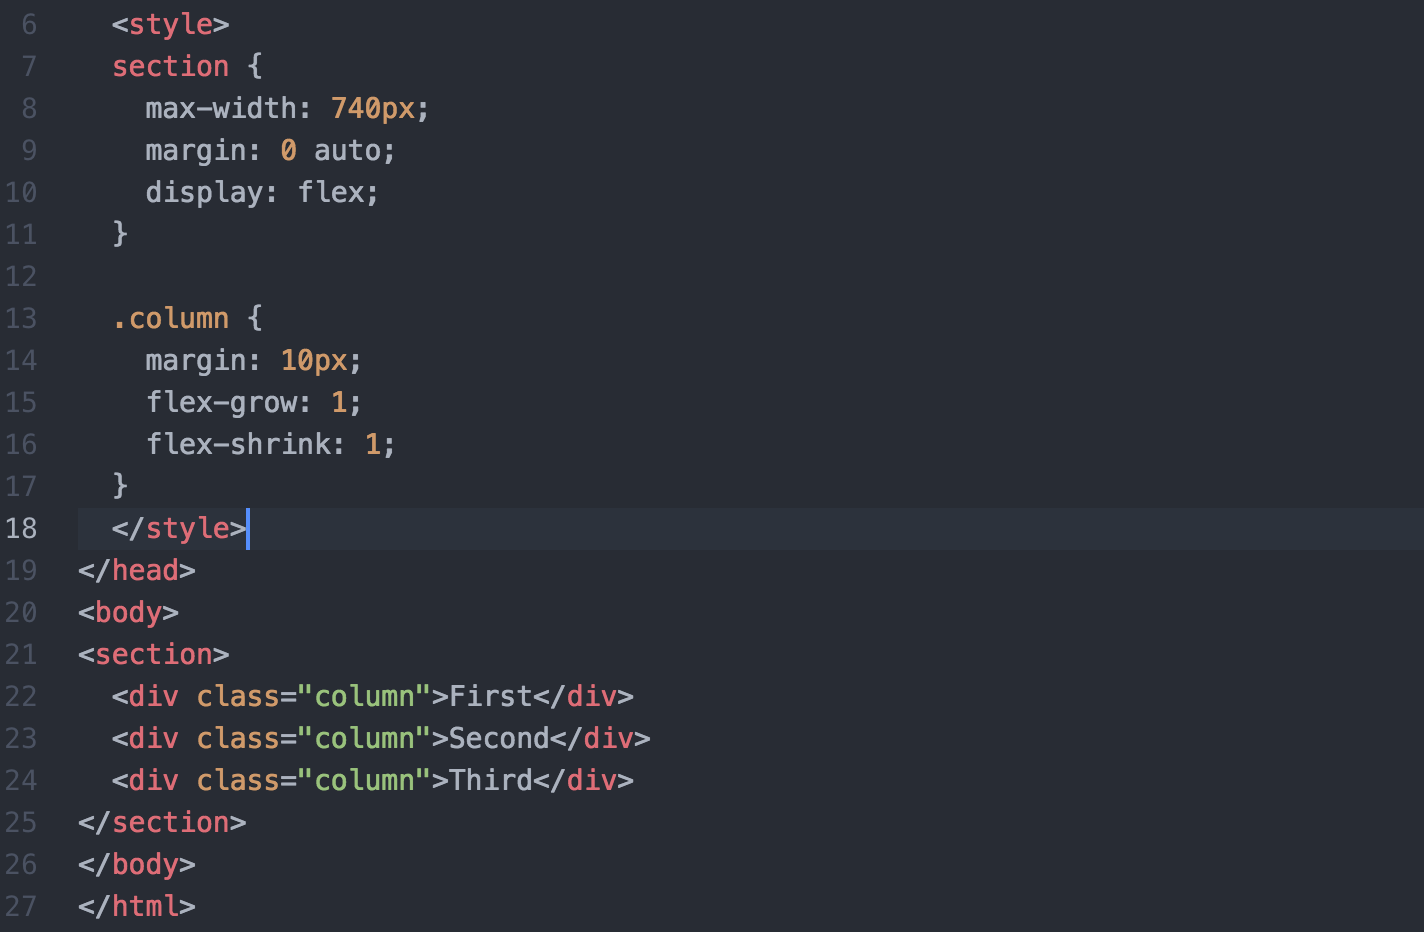 6 <style>
7 section {
8 max-width: 740px;
9 margin: 0 auto;
10 display: flex;
11 }
12
13 .column {
14 margin: 10px;
15 flex-grow: 1;
16 flex-shrink: 1;
17 }
18 </style>
19 </head>
20 <body>
21 <section>
22 <div class="column">First</div>
23 <div class="column">Second</div>
24 <div class="column">Third</div>
25 </section>
26 </body>
27 </html>